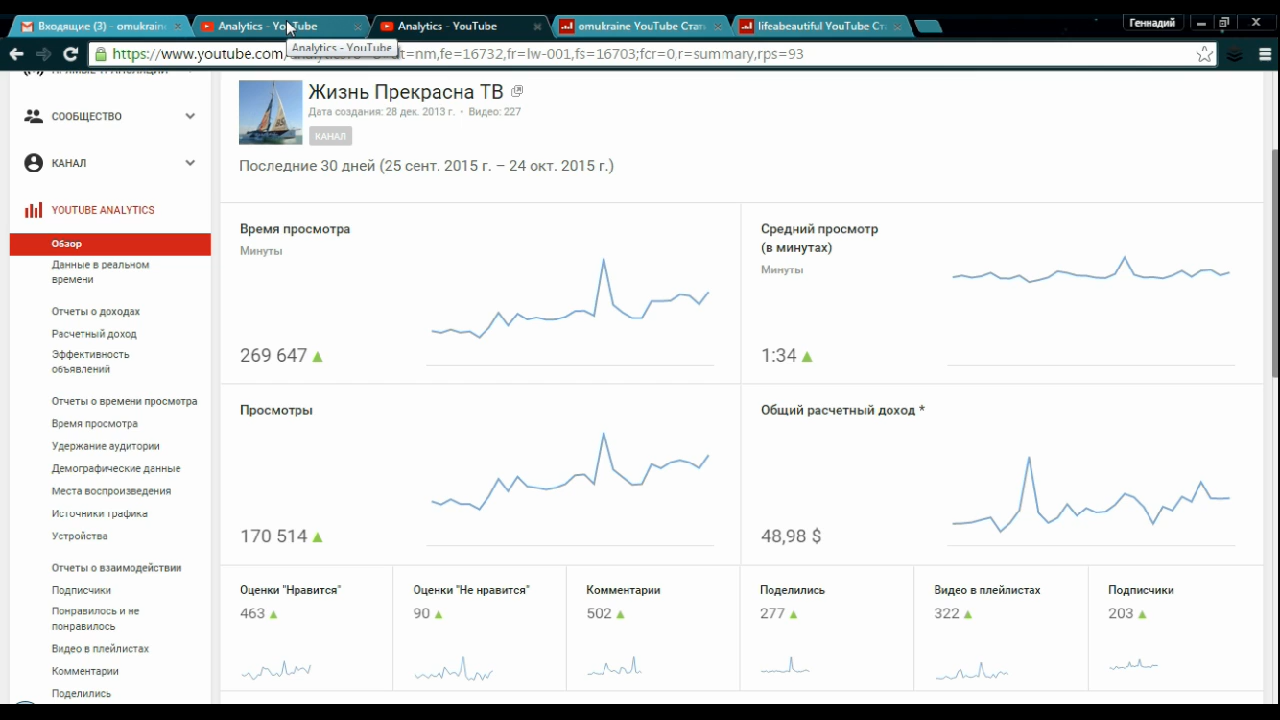 Входящие (3) - omukraine
Analytics - YouTube
Analytics - YouTube
omukraine YouTube Стат
lifeabeautiful YouTube Ст
Геннадий
https://www.youtube.com/
Analytics - YouTube
nm,fe=16732,fr=lw-001,fs=16703;fcr=0,r=summary,rps=93
СООБЩЕСТВО
КАНАЛ
YOUTUBE ANALYTICS
Обзор
Данные в реальном
времени
Отчеты о доходах
Расчетный доход
Эффективность
объявлений
Отчеты о времени просмотра
Время просмотра
Удержание аудитории
Демографические данные
Места воспроизведения
Источники трафика
Устройства
Отчеты о взаимодействии
Подписчики
Понравилось и не
понравилось
Видео в плейлистах
Комментарии
Поделились
Жизнь Прекрасна ТВ
Дата создания: 28 дек. 2013 г. • Видео: 227
КАНАЛ
Последние 30 дней (25 сент. 2015 г. – 24 окт. 2015 г.)
Время просмотра
Минуты
269 647
Средний просмотр
(в минутах)
Минуты
1:34
Просмотры
170 514
Общий расчетный доход *
48,98 $
Оценки "Нравится"
463
Оценки "Не нравится"
90
Комментарии
502
Поделились
277
Видео в плейлистах
322
Подписчики
203